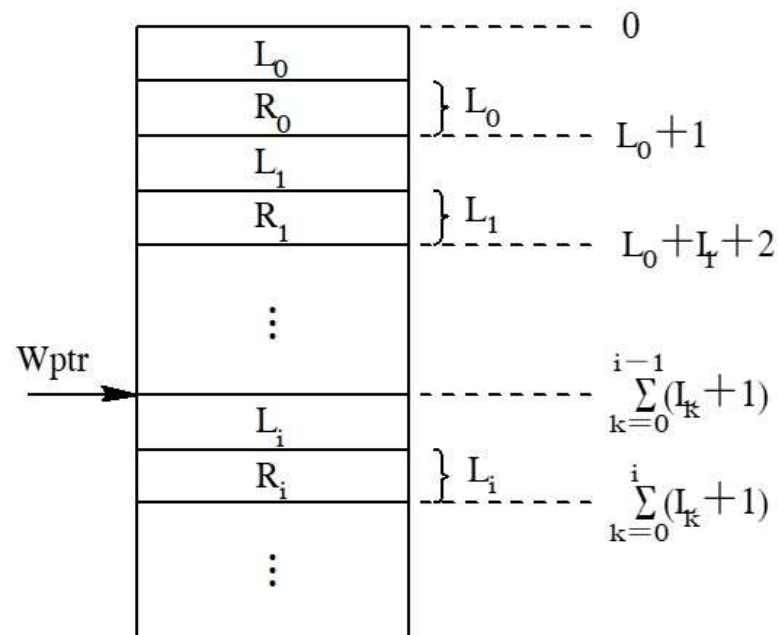 0
L₀
R₀ } L₀
L₀+1
L₁
R₁ } L₁
L₀+L₁+2
⋮
Wptr
i−1
∑(Lₖ+1)
k=0
Lᵢ
Rᵢ } Lᵢ
i
∑(Lₖ+1)
k=0
⋮